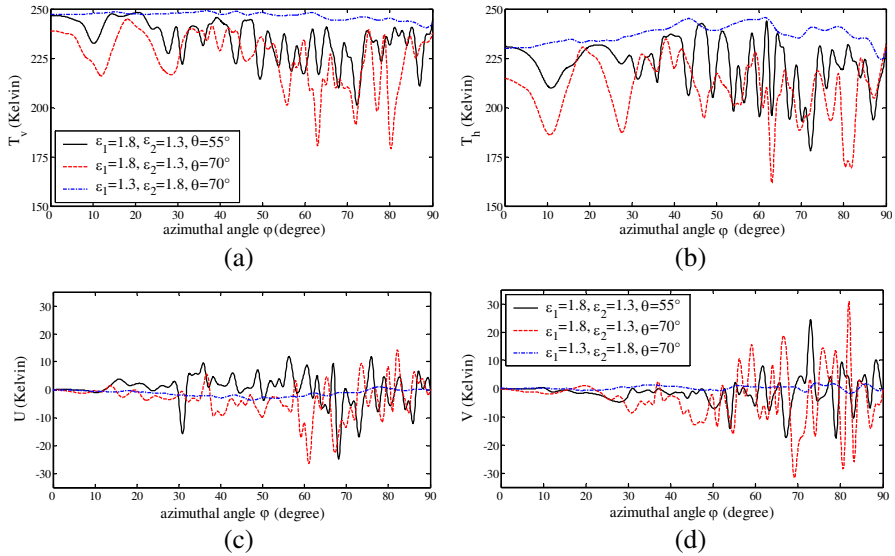 250
225
200
175
150
T_v (Kelvin)
ε₁=1.8, ε₂=1.3, θ=55°
ε₁=1.8, ε₂=1.3, θ=70°
ε₁=1.3, ε₂=1.8, θ=70°
0 10 20 30 40 50 60 70 80 90
azimuthal angle φ (degree)
(a)
250
225
200
175
150
T_h (Kelvin)
0 10 20 30 40 50 60 70 80 90
azimuthal angle φ (degree)
(b)
30
20
10
0
-10
-20
-30
U (Kelvin)
0 10 20 30 40 50 60 70 80 90
azimuthal angle φ (degree)
(c)
30
20
10
0
-10
-20
-30
V (Kelvin)
ε₁=1.8, ε₂=1.3, θ=55°
ε₁=1.8, ε₂=1.3, θ=70°
ε₁=1.3, ε₂=1.8, θ=70°
0 10 20 30 40 50 60 70 80 90
azimuthal angle φ (degree)
(d)